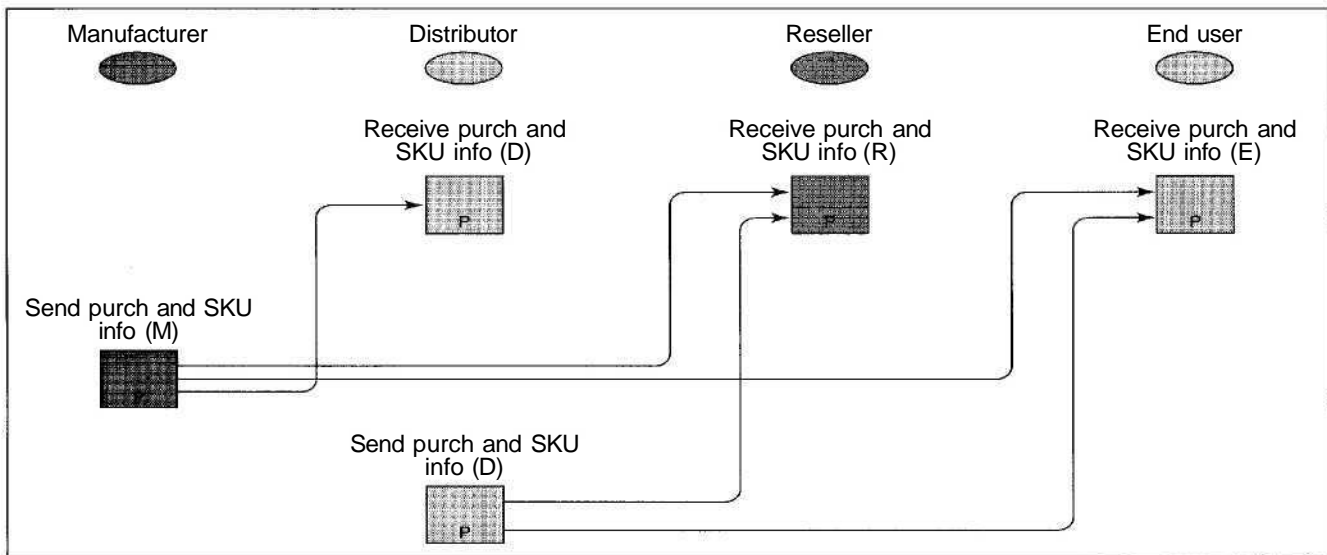 Manufacturer
Distributor
Reseller
End user
Receive purch and
SKU info (D)
Receive purch and
SKU info (R)
Receive purch and
SKU info (E)
P
P
P
Send purch and SKU
info (M)
P
Send purch and SKU
info (D)
P